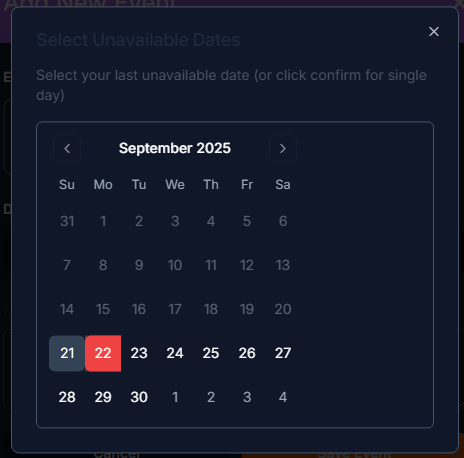 Add New Event
Select Unavailable Dates
Select your last unavailable date (or click confirm for single
day)
September 2025
Su Mo Tu We Th Fr Sa
31 1 2 3 4 5 6
7 8 9 10 11 12 13
14 15 16 17 18 19 20
21 22 23 24 25 26 27
28 29 30 1 2 3 4
Cancel Save Event